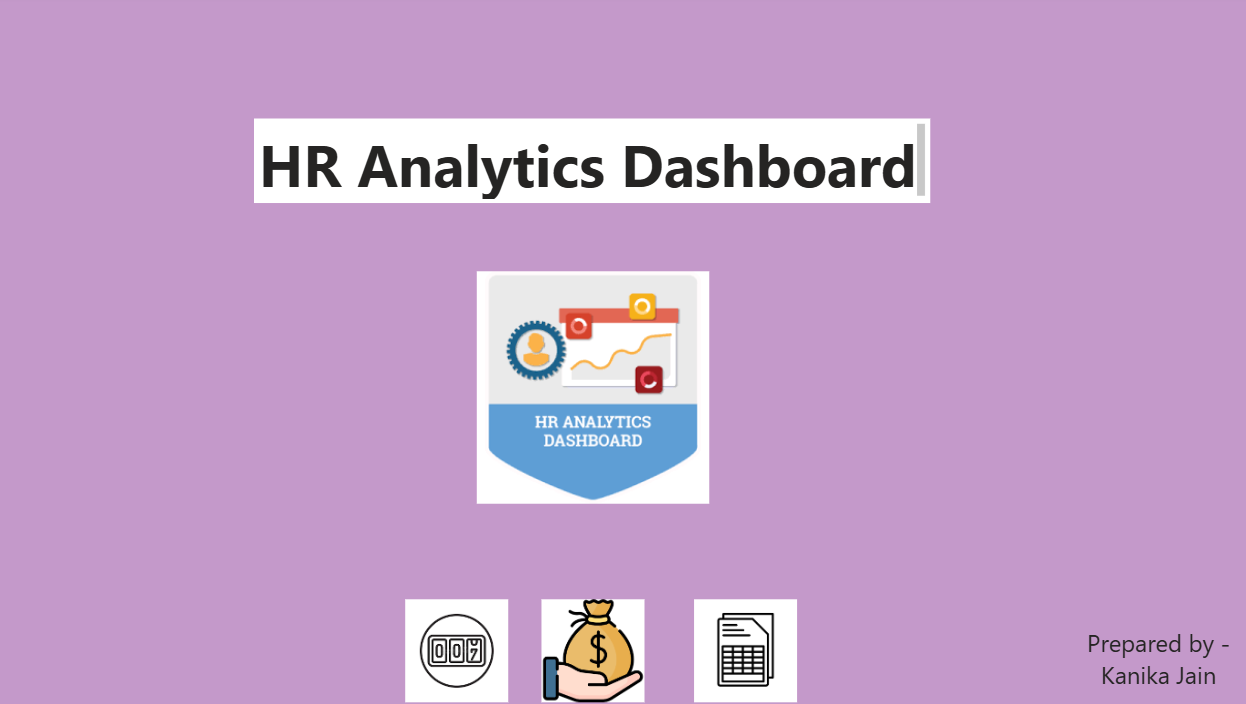 HR Analytics Dashboard
HR ANALYTICS
DASHBOARD
007
$
Prepared by -
Kanika Jain